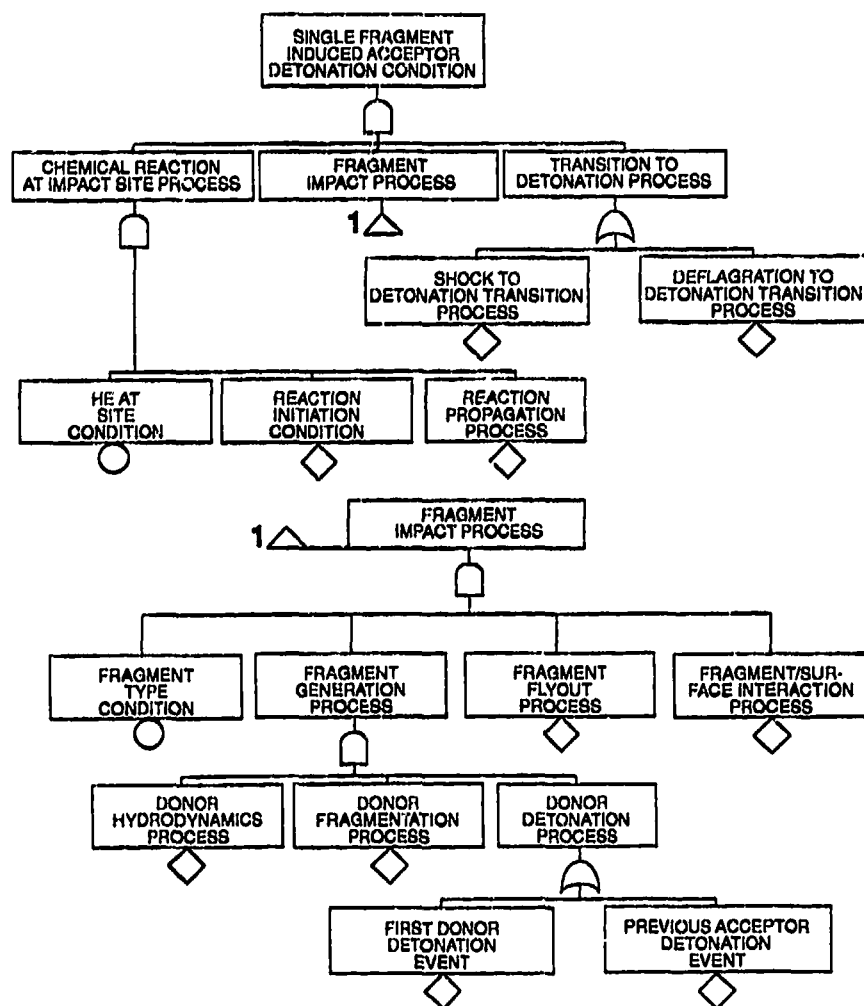 SINGLE FRAGMENT
INDUCED ACCEPTOR
DETONATION CONDITION
CHEMICAL REACTION
AT IMPACT SITE PROCESS
FRAGMENT
IMPACT PROCESS
TRANSITION TO
DETONATION PROCESS
1
SHOCK TO
DETONATION TRANSITION
PROCESS
DEFLAGRATION TO
DETONATION TRANSITION
PROCESS
HE AT
SITE
CONDITION
REACTION
INITIATION
CONDITION
REACTION
PROPAGATION
PROCESS
1
FRAGMENT
IMPACT PROCESS
FRAGMENT
TYPE
CONDITION
FRAGMENT
GENERATION
PROCESS
FRAGMENT
FLYOUT
PROCESS
FRAGMENT/SUR-
FACE INTERACTION
PROCESS
DONOR
HYDRODYNAMICS
PROCESS
DONOR
FRAGMENTATION
PROCESS
DONOR
DETONATION
PROCESS
FIRST DONOR
DETONATION
EVENT
PREVIOUS ACCEPTOR
DETONATION
EVENT